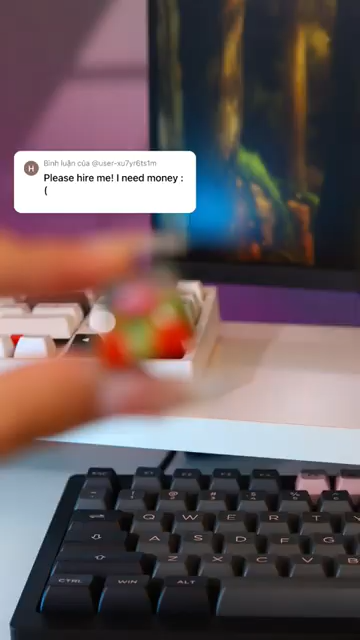 Bình luận của @user-xu7yr6ts1m
H
Please hire me! I need money :
(
Q W E R T
A S D F G
Z X C V B
CTRL WIN ALT